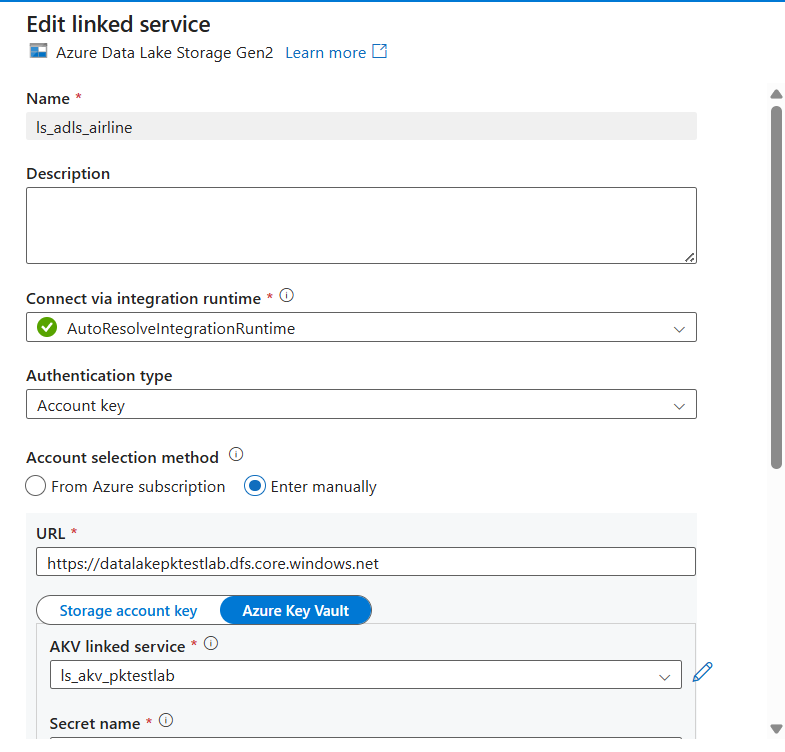 Edit linked service
Azure Data Lake Storage Gen2 Learn more
Name *
ls_adls_airline
Description
Connect via integration runtime *
AutoResolveIntegrationRuntime
Authentication type
Account key
Account selection method
From Azure subscription Enter manually
URL *
https://datalakepktestlab.dfs.core.windows.net
Storage account key Azure Key Vault
AKV linked service *
ls_akv_pktestlab
Secret name *